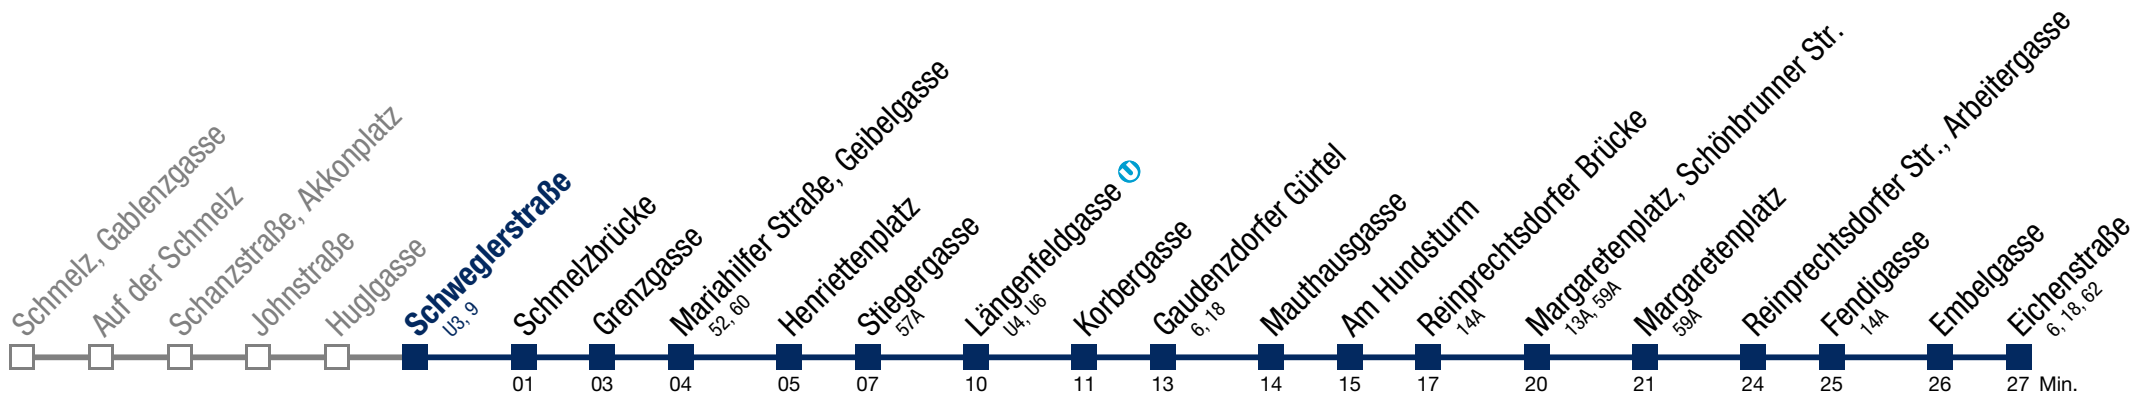 Schmelz, Gablenzgasse
Auf der Schmelz
Schanzstraße, Akkonplatz
Johnstraße
Huglgasse
Schweglerstraße
U3, 9
Schmelzbrücke
Grenzgasse
Mariahilfer Straße, Geibelgasse
52, 60
Henriettenplatz
Stiegergasse
57A
Längenfeldgasse U
U4, U6
Korbergasse
Gaudenzdorfer Gürtel
6, 18
Mauthausgasse
Am Hundsturm
Reinprechtsdorfer Brücke
14A
Margaretenplatz, Schönbrunner Str.
13A, 59A
Margaretenplatz
59A
Reinprechtsdorfer Str., Arbeitergasse
Fendigasse
14A
Embelgasse
Eichenstraße
6, 18, 62
01 03 04 05 07 10 11 13 14 15 17 20 21 24 25 26 27 Min.